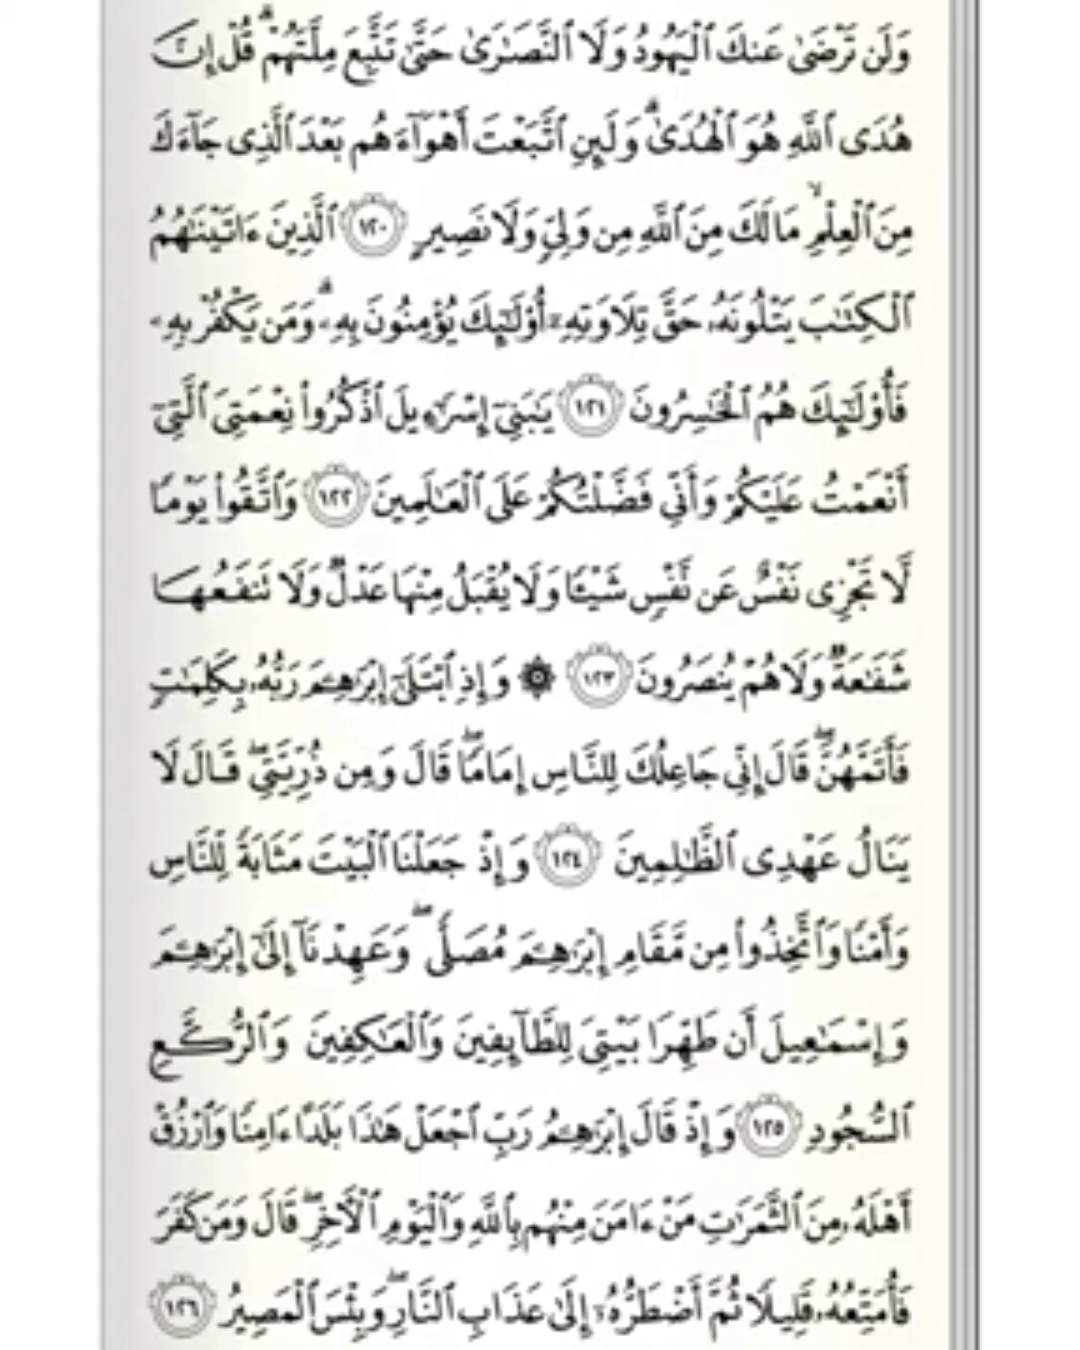 وَلَن تَرْضَىٰ عَنكَ ٱلْيَهُودُ وَلَا ٱلنَّصَـٰرَىٰ حَتَّىٰ تَتَّبِعَ مِلَّتَهُمْ ۗ قُلْ إِنَّ
هُدَى ٱللَّهِ هُوَ ٱلْهُدَىٰ ۗ وَلَئِنِ ٱتَّبَعْتَ أَهْوَآءَهُم بَعْدَ ٱلَّذِى جَآءَكَ
مِنَ ٱلْعِلْمِ ۙ مَا لَكَ مِنَ ٱللَّهِ مِن وَلِىٍّ وَلَا نَصِيرٍ ١٢٠ ٱلَّذِينَ ءَاتَيْنَـٰهُمُ
ٱلْكِتَـٰبَ يَتْلُونَهُۥ حَقَّ تِلَاوَتِهِۦٓ أُو۟لَـٰٓئِكَ يُؤْمِنُونَ بِهِۦ ۗ وَمَن يَكْفُرْ بِهِۦ
فَأُو۟لَـٰٓئِكَ هُمُ ٱلْخَـٰسِرُونَ ١٢١ يَـٰبَنِىٓ إِسْرَٰٓءِيلَ ٱذْكُرُوا۟ نِعْمَتِىَ ٱلَّتِىٓ
أَنْعَمْتُ عَلَيْكُمْ وَأَنِّى فَضَّلْتُكُمْ عَلَى ٱلْعَـٰلَمِينَ ١٢٢ وَٱتَّقُوا۟ يَوْمًا
لَّا تَجْزِى نَفْسٌ عَن نَّفْسٍ شَيْـًٔا وَلَا يُقْبَلُ مِنْهَا عَدْلٌ وَلَا تَنفَعُهَا
شَفَـٰعَةٌ وَلَا هُمْ يُنصَرُونَ ١٢٣ ۞ وَإِذِ ٱبْتَلَىٰٓ إِبْرَٰهِـۧمَ رَبُّهُۥ بِكَلِمَـٰتٍ
فَأَتَمَّهُنَّ ۖ قَالَ إِنِّى جَاعِلُكَ لِلنَّاسِ إِمَامًا ۖ قَالَ وَمِن ذُرِّيَّتِى ۖ قَالَ لَا
يَنَالُ عَهْدِى ٱلظَّـٰلِمِينَ ١٢٤ وَإِذْ جَعَلْنَا ٱلْبَيْتَ مَثَابَةً لِّلنَّاسِ
وَأَمْنًا وَٱتَّخِذُوا۟ مِن مَّقَامِ إِبْرَٰهِـۧمَ مُصَلًّى ۖ وَعَهِدْنَآ إِلَىٰٓ إِبْرَٰهِـۧمَ
وَإِسْمَـٰعِيلَ أَن طَهِّرَا بَيْتِىَ لِلطَّآئِفِينَ وَٱلْعَـٰكِفِينَ وَٱلرُّكَّعِ
ٱلسُّجُودِ ١٢٥ وَإِذْ قَالَ إِبْرَٰهِـۧمُ رَبِّ ٱجْعَلْ هَـٰذَا بَلَدًا ءَامِنًا وَٱرْزُقْ
أَهْلَهُۥ مِنَ ٱلثَّمَرَٰتِ مَنْ ءَامَنَ مِنْهُم بِٱللَّهِ وَٱلْيَوْمِ ٱلْـَٔاخِرِ ۖ قَالَ وَمَن كَفَرَ
فَأُمَتِّعُهُۥ قَلِيلًا ثُمَّ أَضْطَرُّهُۥٓ إِلَىٰ عَذَابِ ٱلنَّارِ ۖ وَبِئْسَ ٱلْمَصِيرُ ١٢٦